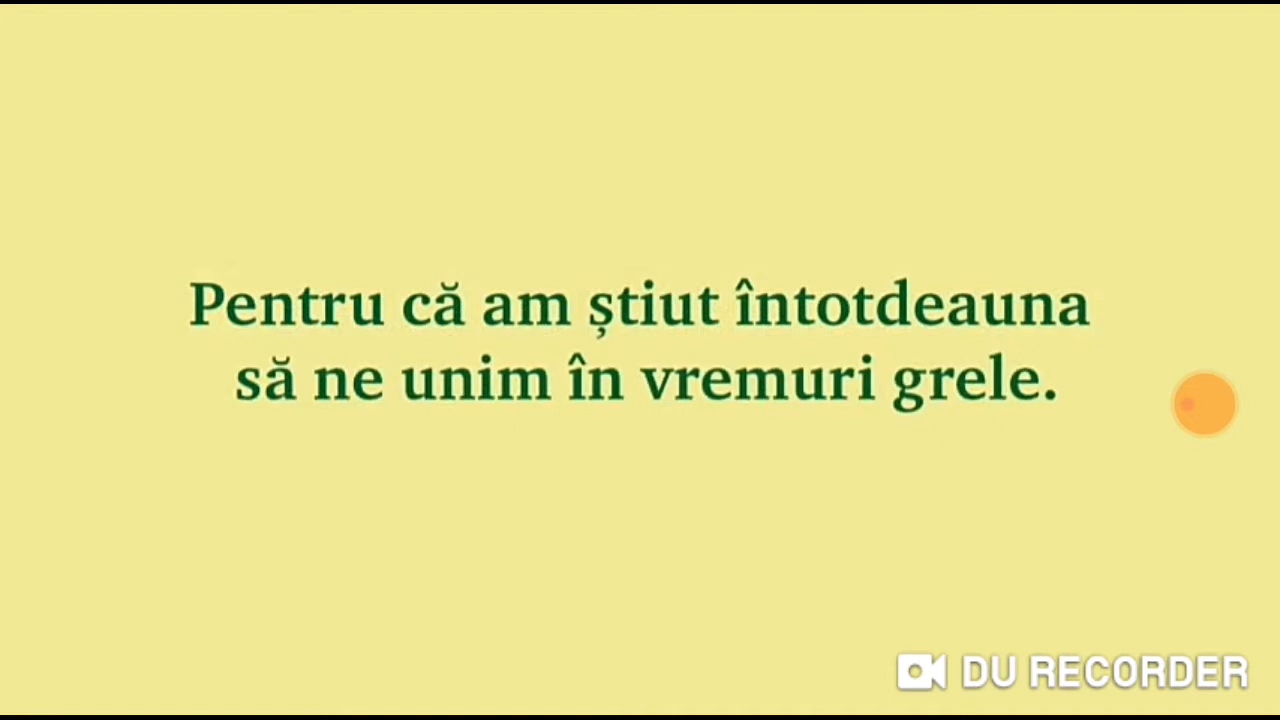 Pentru că am știut întotdeauna
să ne unim în vremuri grele.
DU RECORDER